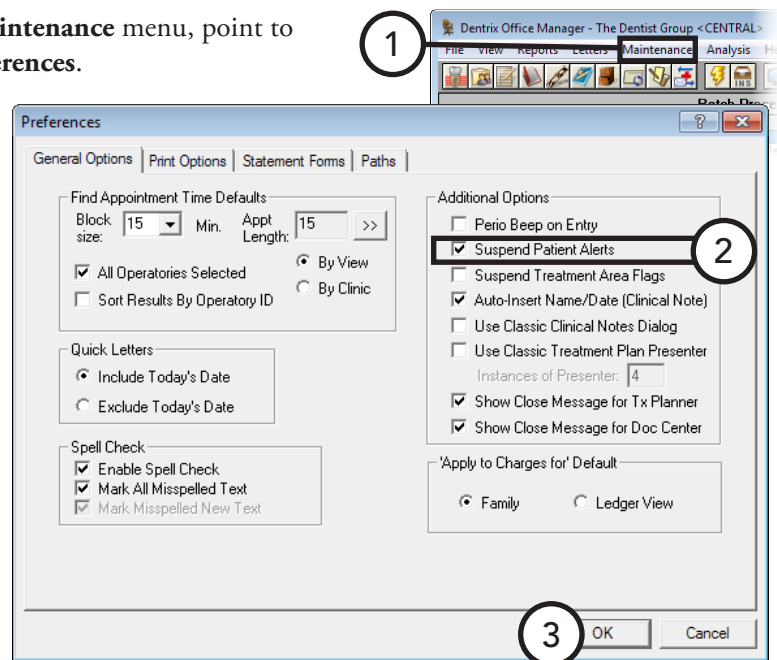 intenance menu, point to
erences.
1
Dentrix Office Manager - The Dentist Group <CENTRAL>
File View Reports Letters Maintenance Analysis
INS
Preferences
?
General Options Print Options Statement Forms Paths
Find Appointment Time Defaults
Block size: 15 Min. Appt Length: 15 >>
All Operatories Selected
Sort Results By Operatory ID
By View
By Clinic
Quick Letters
Include Today's Date
Exclude Today's Date
Spell Check
Enable Spell Check
Mark All Misspelled Text
Mark Misspelled New Text
Additional Options
Perio Beep on Entry
Suspend Patient Alerts
2
Suspend Treatment Area Flags
Auto-Insert Name/Date (Clinical Note)
Use Classic Clinical Notes Dialog
Use Classic Treatment Plan Presenter
Instances of Presenter: 4
Show Close Message for Tx Planner
Show Close Message for Doc Center
'Apply to Charges for' Default
Family Ledger View
3
OK Cancel